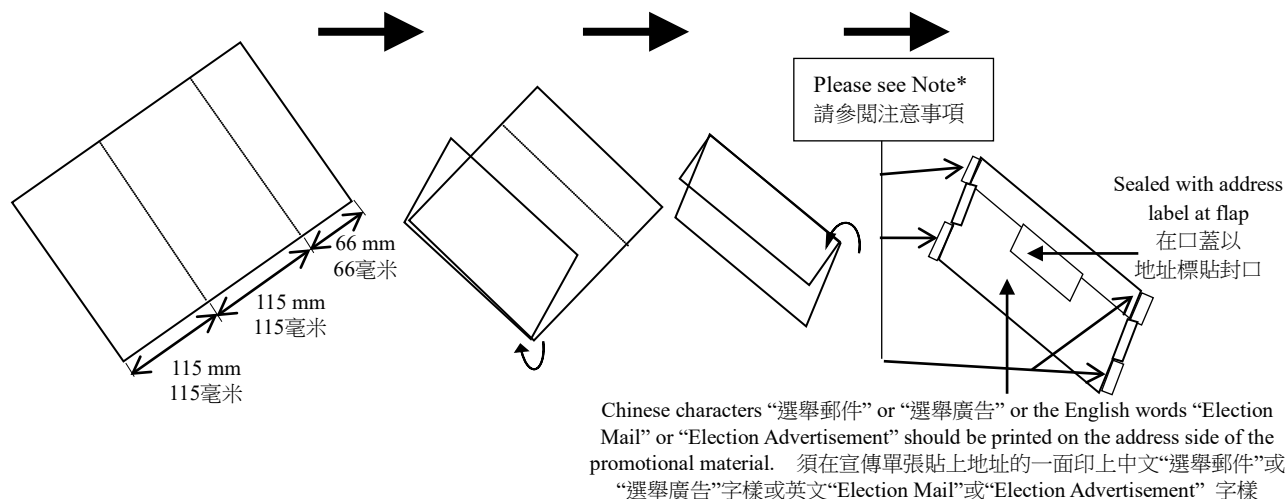 Please see Note*
請參閱注意事項
Sealed with address
label at flap
在口蓋以
地址標貼封口
66 mm
66毫米
115 mm
115毫米
115 mm
115毫米
Chinese characters “選舉郵件” or “選舉廣告” or the English words “Election
Mail” or “Election Advertisement” should be printed on the address side of the
promotional material. 須在宣傳單張貼上地址的一面印上中文“選舉郵件”或
“選舉廣告”字樣或英文“Election Mail”或“Election Advertisement” 字樣